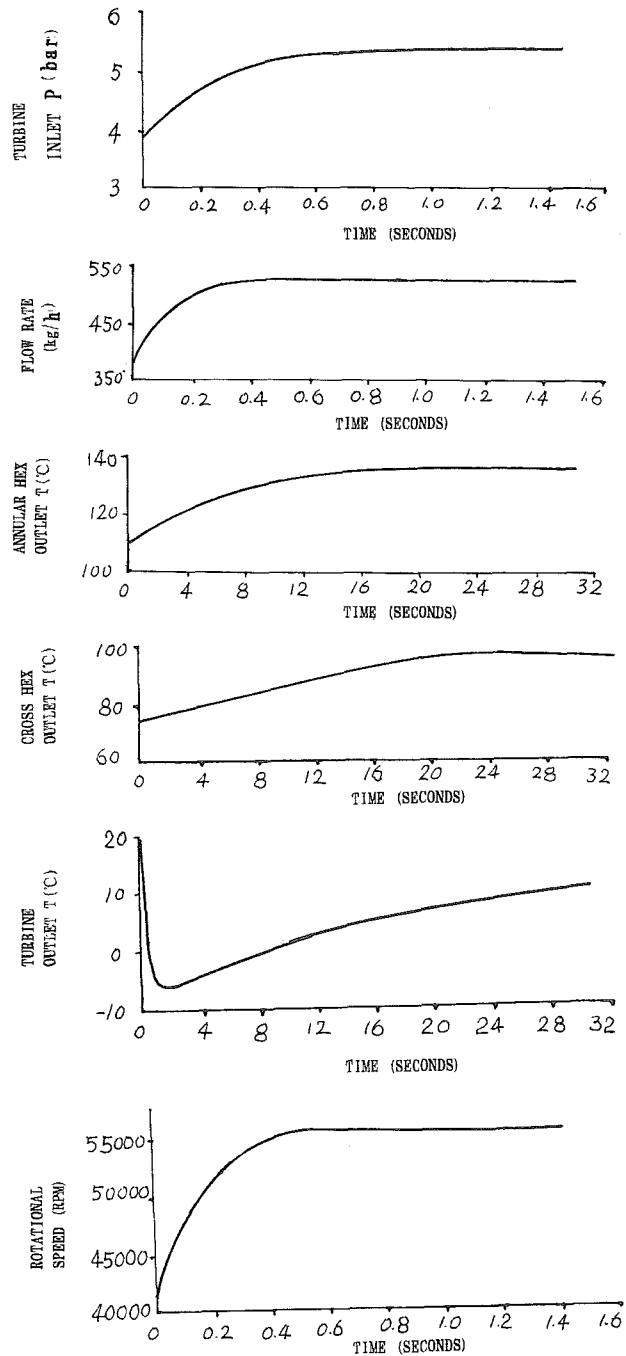 6
5
4
3
TURBINE
INLET P (bar)
0 0.2 0.4 0.6 0.8 1.0 1.2 1.4 1.6
TIME (SECONDS)
550
450
350
FLOW RATE
(kg/h)
0 0.2 0.4 0.6 0.8 1.0 1.2 1.4 1.6
TIME (SECONDS)
140
120
100
ANNULAR HEX
OUTLET T(℃)
0 4 8 12 16 20 24 28 32
TIME (SECONDS)
100
80
60
CROSS HEX
OUTLET T(℃)
0 4 8 12 16 20 24 28 32
TIME (SECONDS)
20
10
0
-10
TURBINE
OUTLET T(℃)
0 4 8 12 16 20 24 28 32
TIME (SECONDS)
55000
50000
45000
40000
ROTATIONAL
SPEED (RPM)
0 0.2 0.4 0.6 0.8 1.0 1.2 1.4 1.6
TIME (SECONDS)